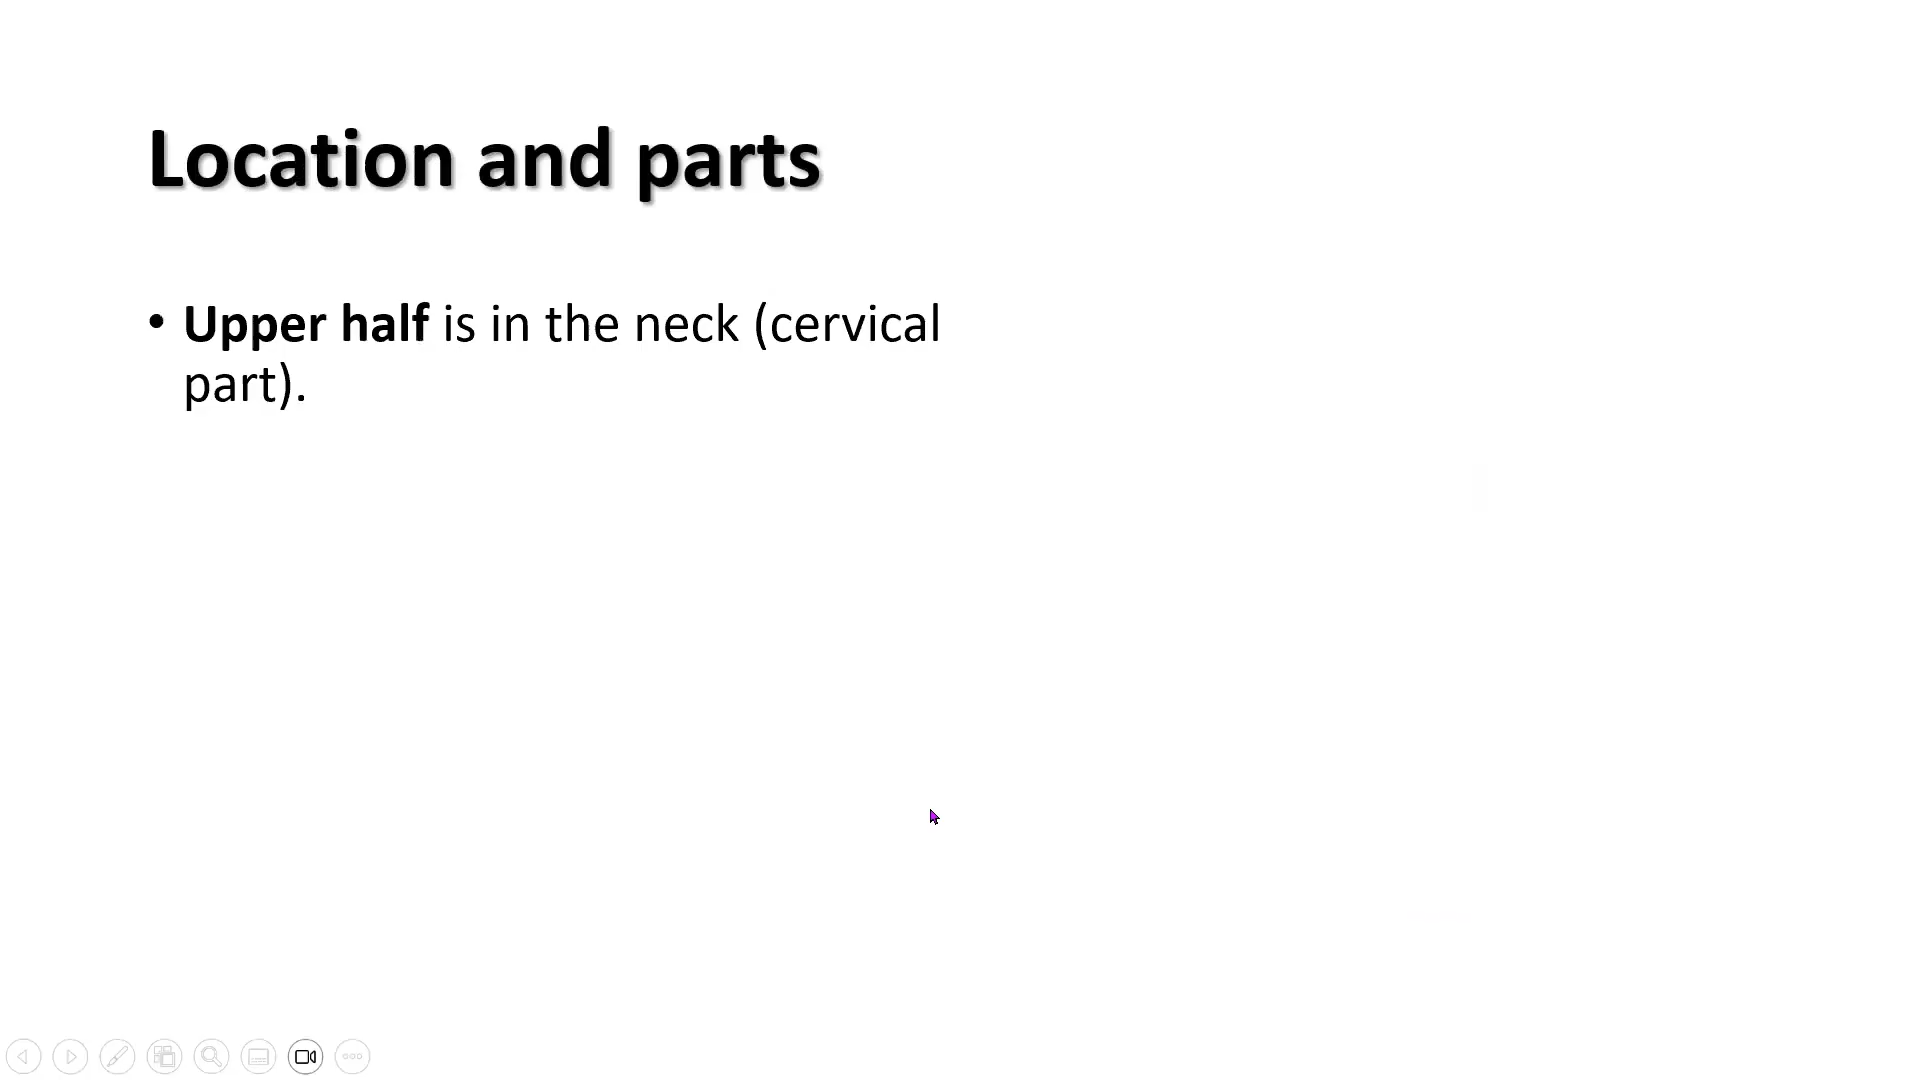 Location and parts
• Upper half is in the neck (cervical
part).